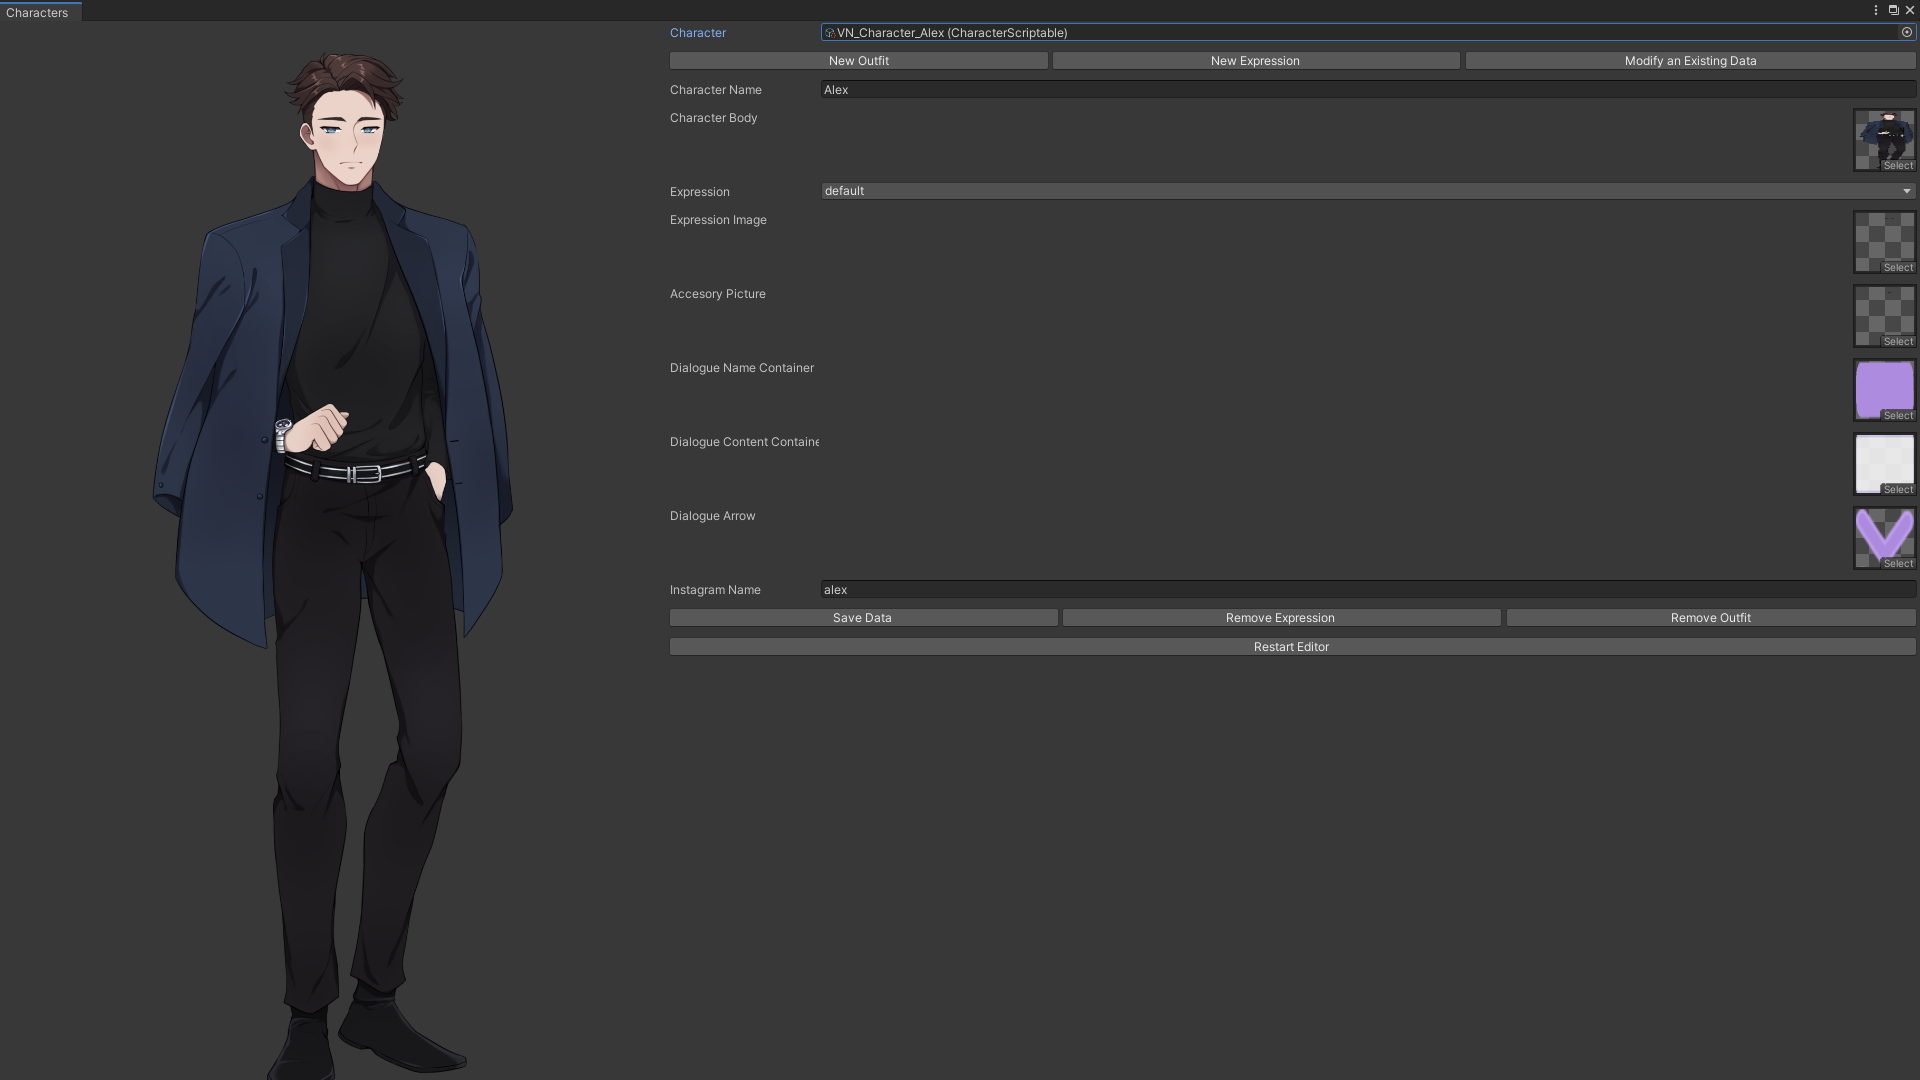 Characters
Character VN_Character_Alex (CharacterScriptable)
New Outfit New Expression Modify an Existing Data
Character Name Alex
Character Body
Select
Expression default
Expression Image
Select
Accesory Picture
Select
Dialogue Name Container
Select
Dialogue Content Containe
Select
Dialogue Arrow
Select
Instagram Name alex
Save Data Remove Expression Remove Outfit
Restart Editor